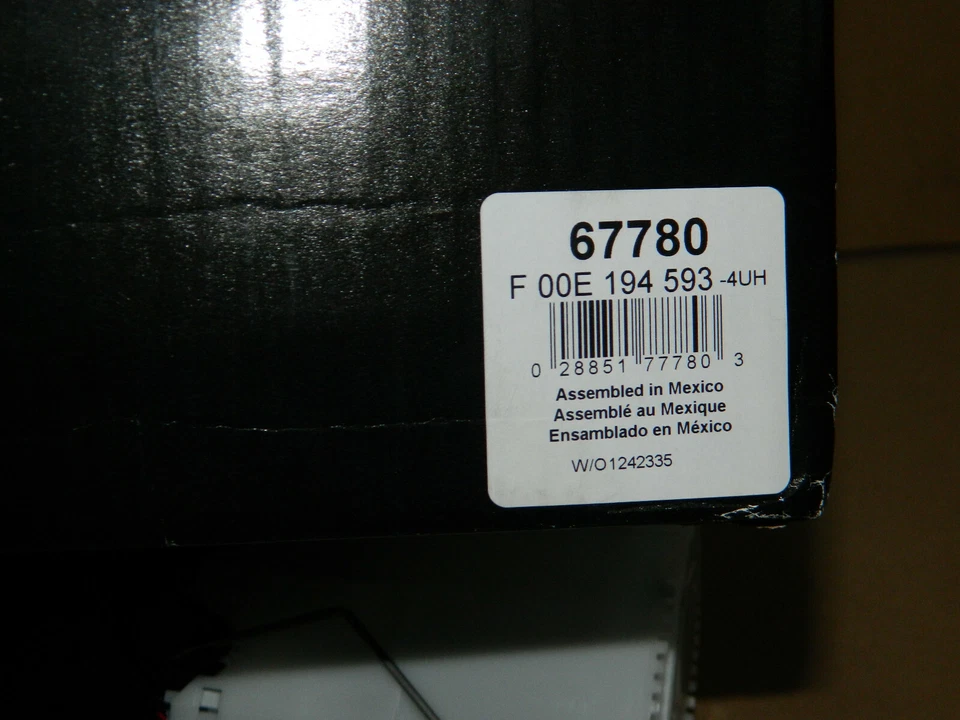 67780
F 00E 194 593 -4UH
0 28851 77780 3
Assembled in Mexico
Assemblé au Mexique
Ensamblado en México
W/O1242335